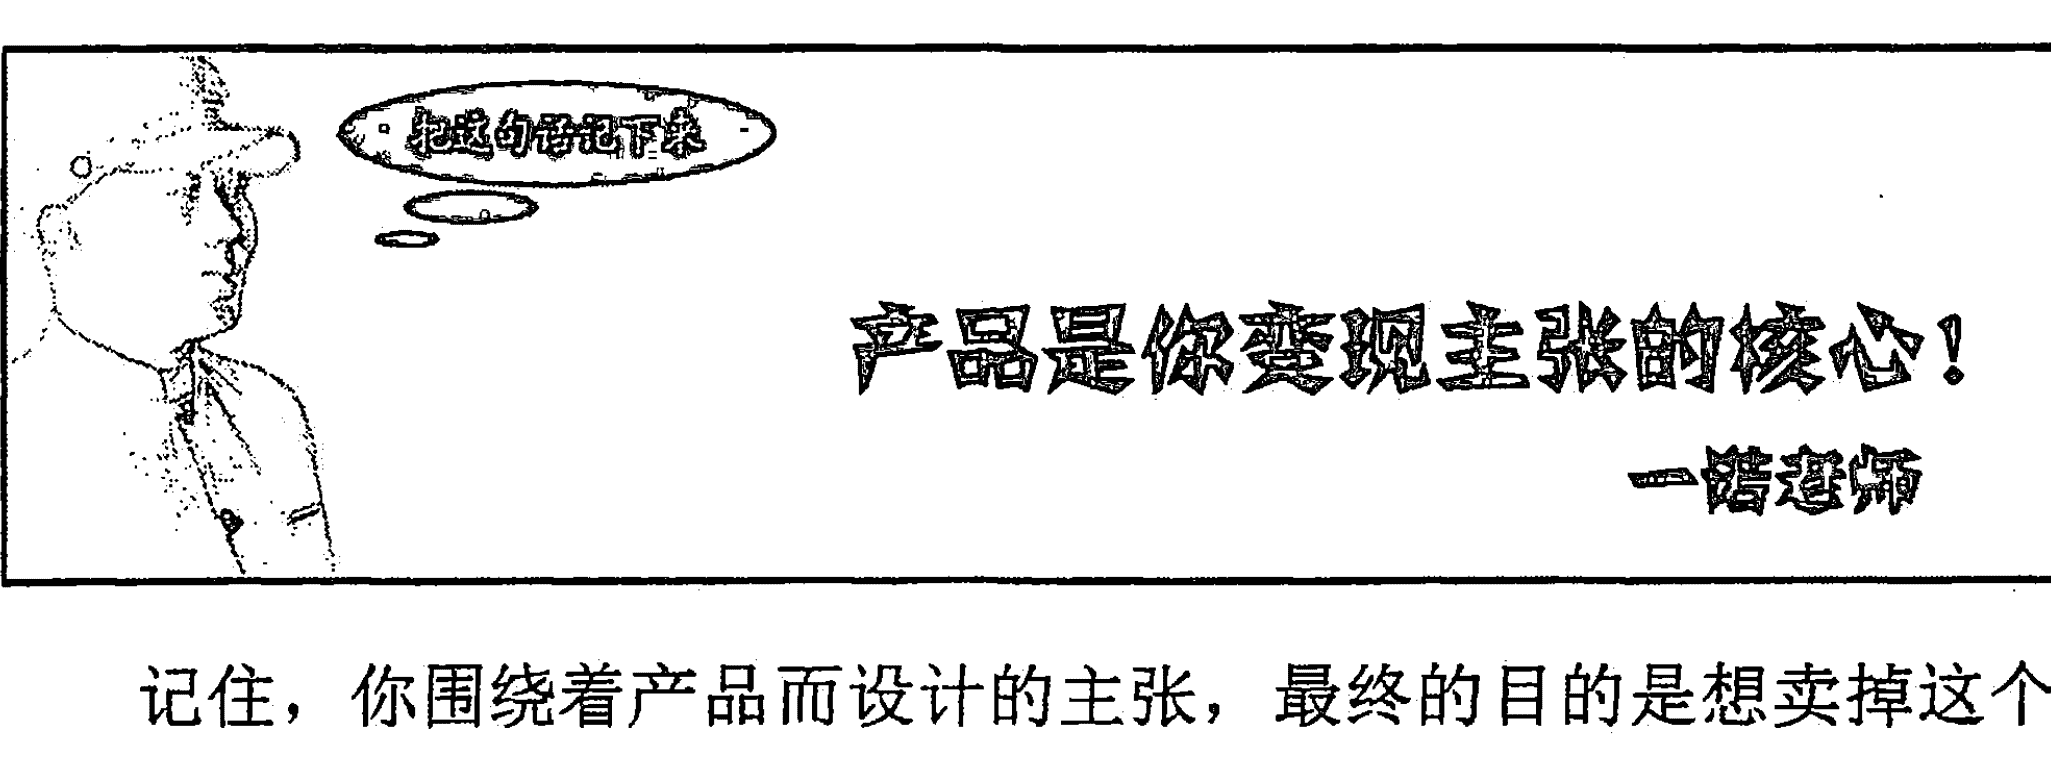 把这句话记下来
产品是你变现主张的核心！
一诺老师
记住，你围绕着产品而设计的主张，最终的目的是想卖掉这个